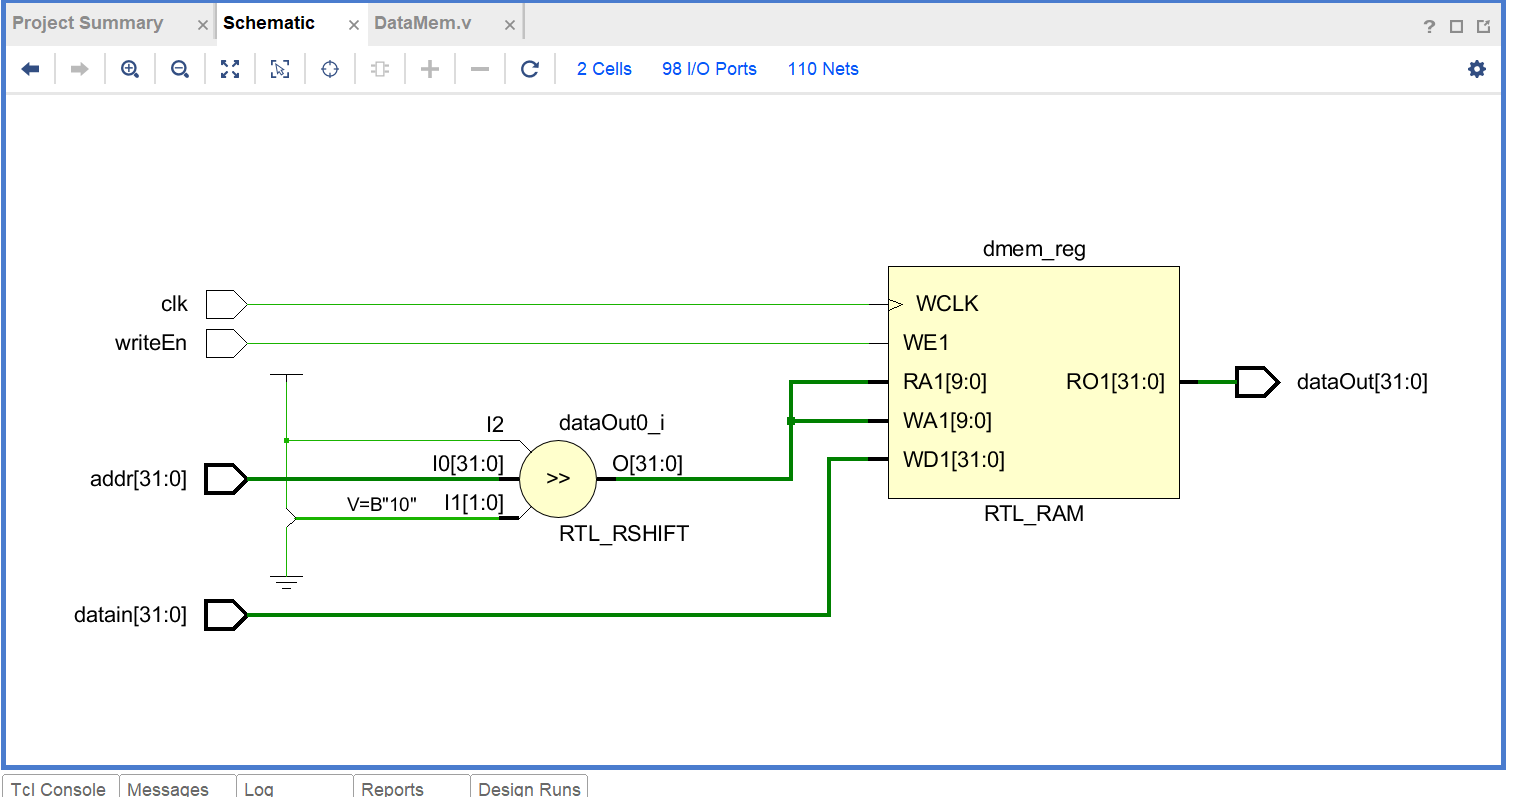 Project Summary × Schematic × DataMem.v × ?
2 Cells 98 I/O Ports 110 Nets
dmem_reg
clk WCLK
writeEn WE1
RA1[9:0] RO1[31:0] dataOut[31:0]
I2 dataOut0_i WA1[9:0]
I0[31:0] O[31:0] WD1[31:0]
addr[31:0] >>
V=B"10" I1[1:0]
RTL_RAM
RTL_RSHIFT
datain[31:0]
Tcl Console Messages Log Reports Design Runs